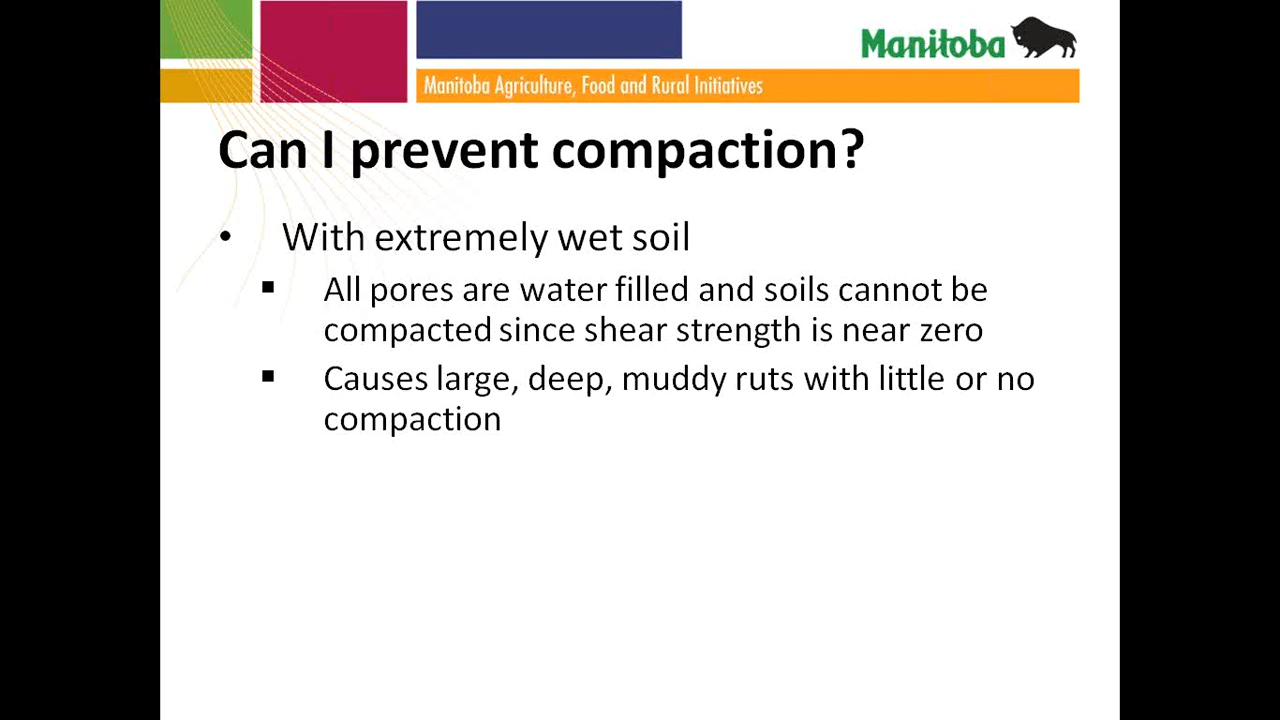 Manitoba
Manitoba Agriculture, Food and Rural Initiatives
Can I prevent compaction?
• With extremely wet soil
▪ All pores are water filled and soils cannot be
compacted since shear strength is near zero
▪ Causes large, deep, muddy ruts with little or no
compaction